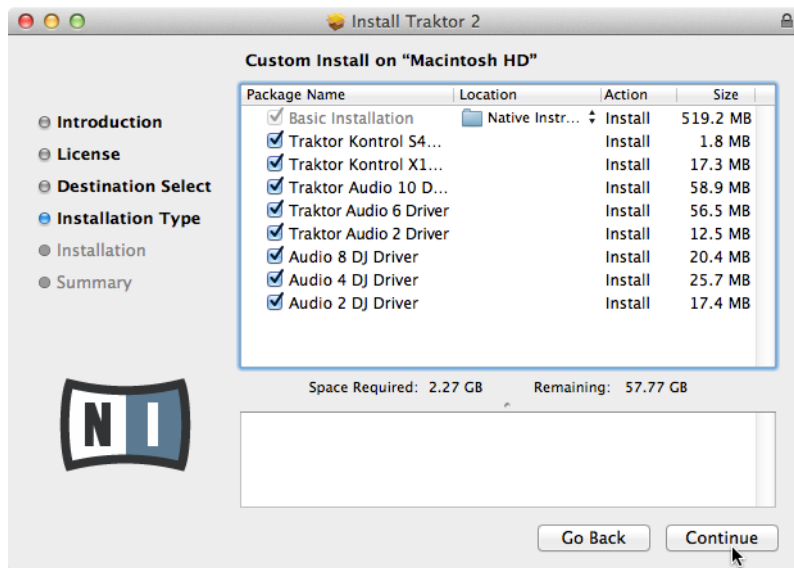 Install Traktor 2
Custom Install on “Macintosh HD”
Introduction
License
Destination Select
Installation Type
Installation
Summary
Package Name Location Action Size
Basic Installation Native Instr... Install 519.2 MB
Traktor Kontrol S4... Install 1.8 MB
Traktor Kontrol X1... Install 17.3 MB
Traktor Audio 10 D... Install 58.9 MB
Traktor Audio 6 Driver Install 56.5 MB
Traktor Audio 2 Driver Install 12.5 MB
Audio 8 DJ Driver Install 20.4 MB
Audio 4 DJ Driver Install 25.7 MB
Audio 2 DJ Driver Install 17.4 MB
Space Required: 2.27 GB Remaining: 57.77 GB
NI
Go Back Continue